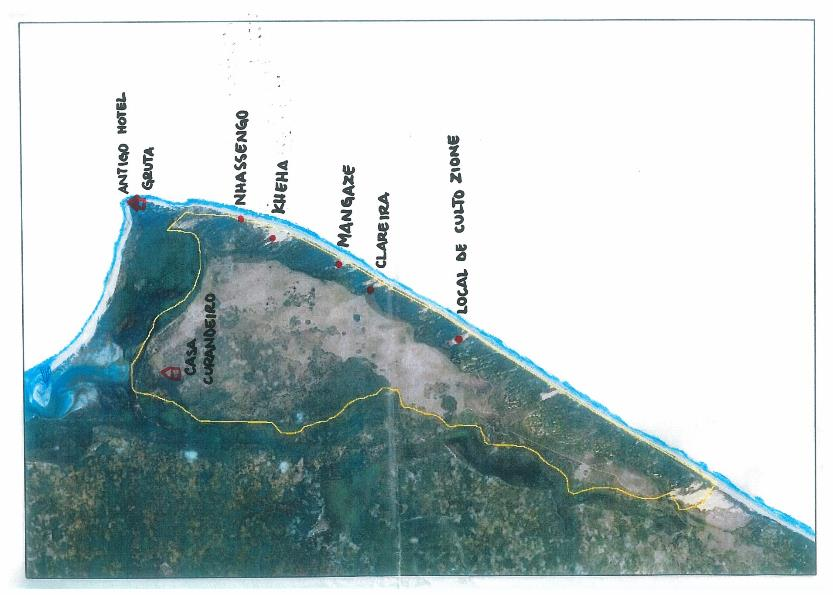 ANTIGO HOTEL
GRUTA
NHASSENGO
KHEHA
MANGAZE
CLAREIRA
LOCAL DE CULTO ZIONE
CASA
CURANDEIRO